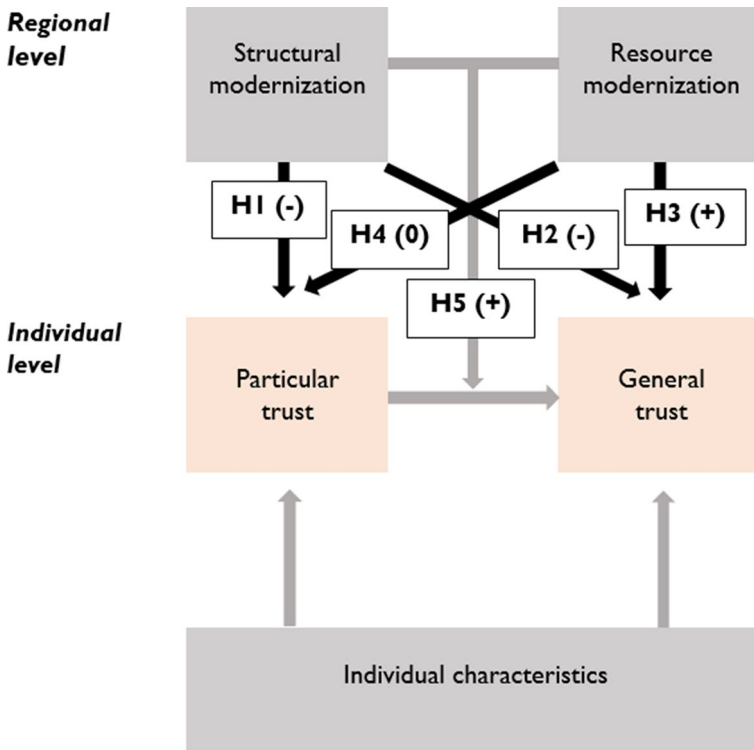 Regional
level
Structural
modernization
Resource
modernization
H1 (-)
H4 (0)
H2 (-)
H3 (+)
H5 (+)
Individual
level
Particular
trust
General
trust
Individual characteristics